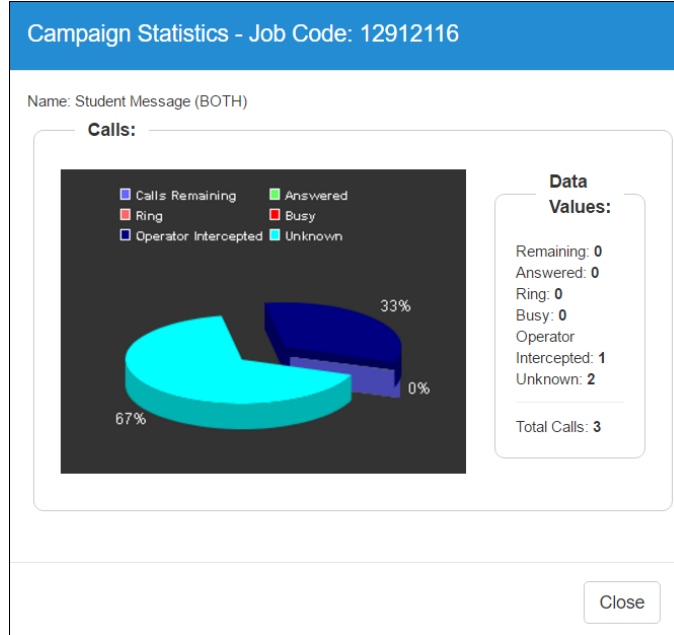 Campaign Statistics - Job Code: 12912116
Name: Student Message (BOTH)
Calls:
Calls Remaining
Answered
Ring
Busy
Operator Intercepted
Unknown
33%
0%
67%
Data
Values:
Remaining: 0
Answered: 0
Ring: 0
Busy: 0
Operator
Intercepted: 1
Unknown: 2
Total Calls: 3
Close